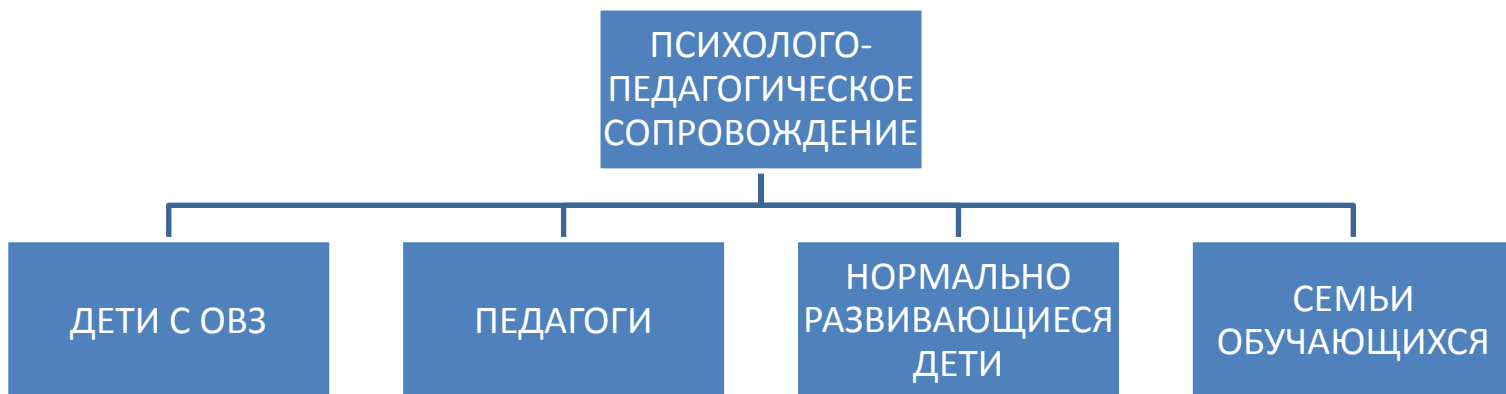 ПСИХОЛОГО-
ПЕДАГОГИЧЕСКОЕ
СОПРОВОЖДЕНИЕ
ДЕТИ С ОВЗ
ПЕДАГОГИ
НОРМАЛЬНО
РАЗВИВАЮЩИЕСЯ
ДЕТИ
СЕМЬИ
ОБУЧАЮЩИХСЯ